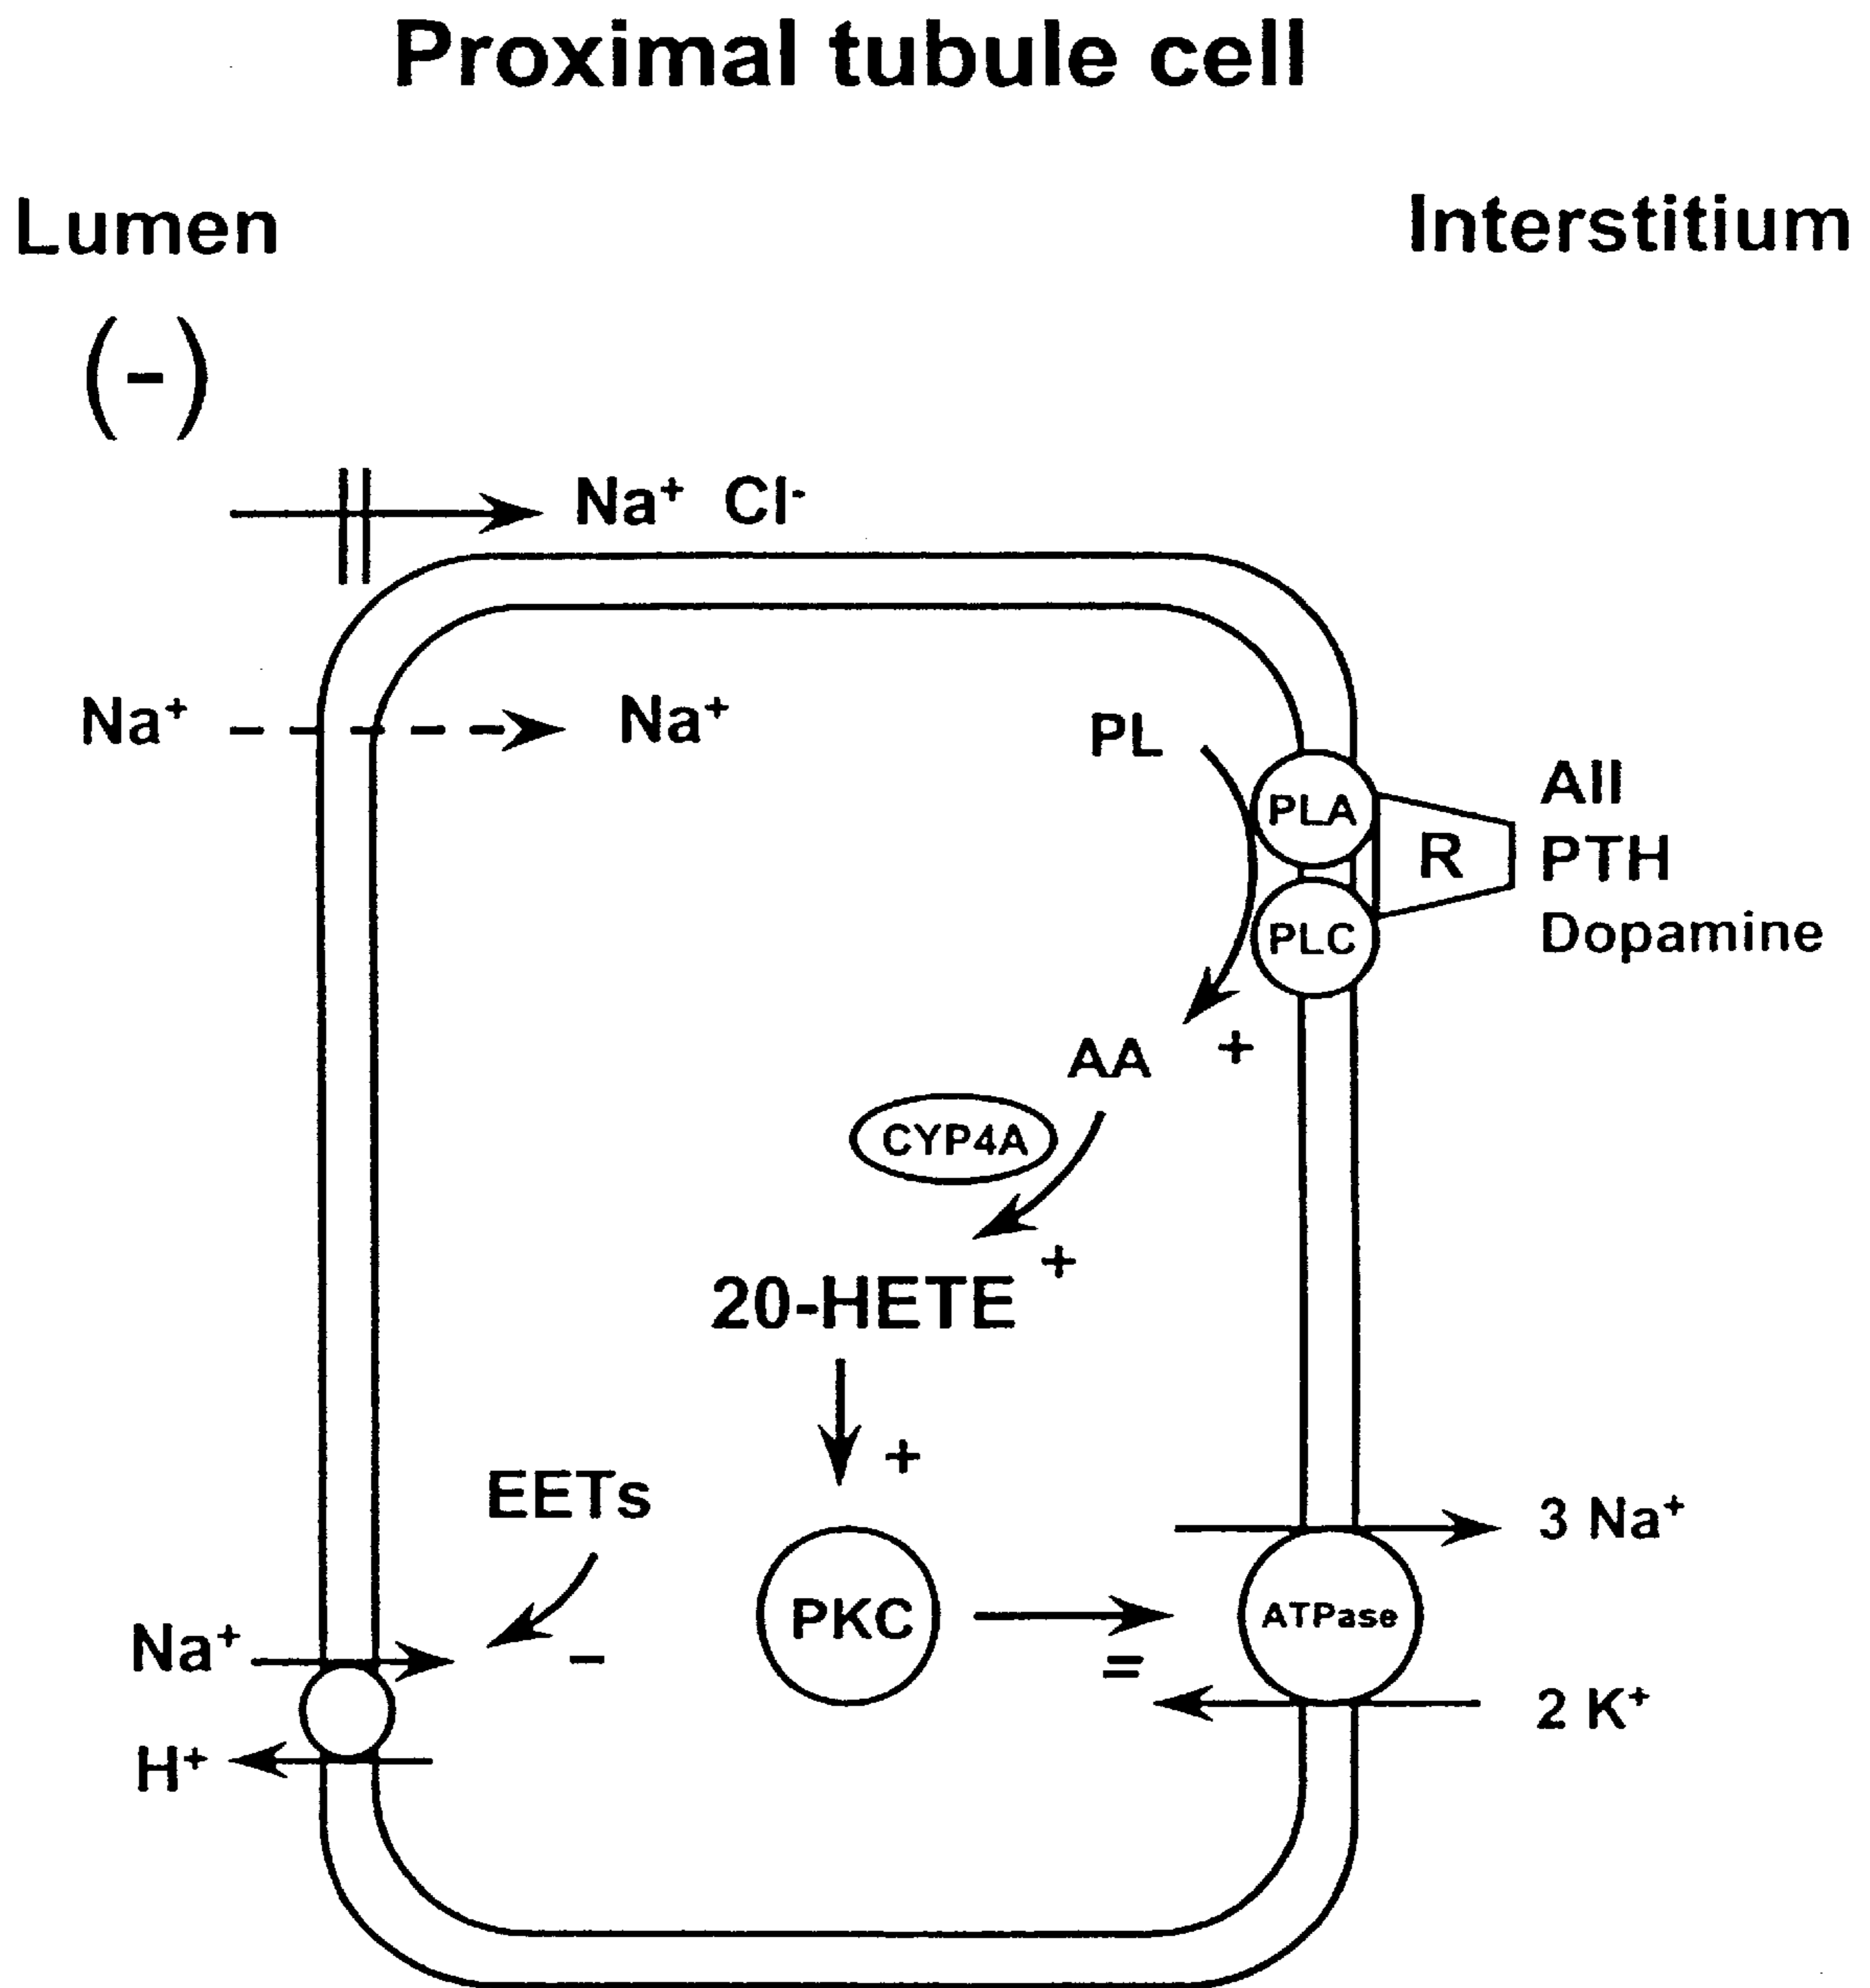 Proximal tubule cell
Lumen
Interstitium
(-)
Na⁺ Cl⁻
Na⁺
Na⁺
PL
PLA
PLC
R
AII
PTH
Dopamine
AA
+
CYP4A
20-HETE
+
+
EETs
−
PKC
=
ATPase
3 Na⁺
2 K⁺
Na⁺
H⁺